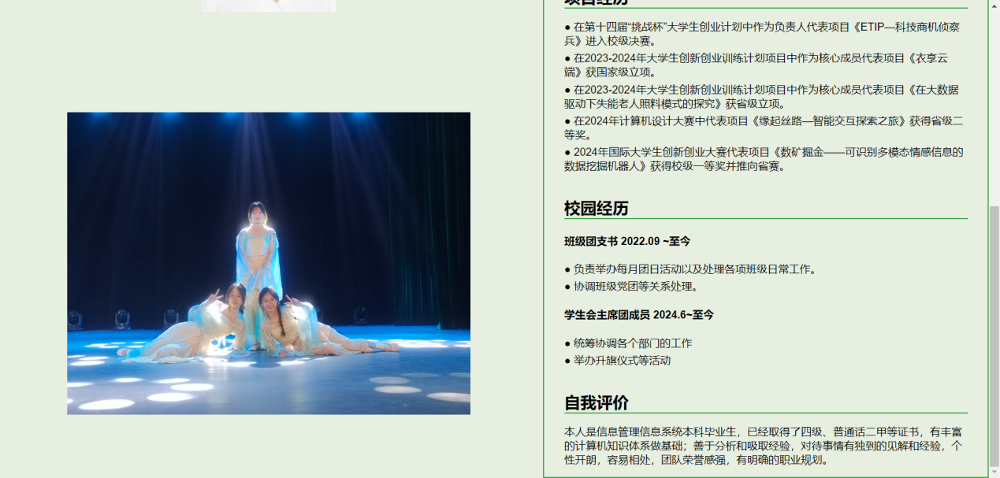 项目经历
● 在第十四届“挑战杯”大学生创业计划中作为负责人代表项目《ETIP—科技商机侦察
兵》进入校级决赛。
● 在2023-2024年大学生创新创业训练计划项目中作为核心成员代表项目《衣享云
端》获国家级立项。
● 在2023-2024年大学生创新创业训练计划项目中作为核心成员代表项目《在大数据
驱动下失能老人照料模式的探究》获省级立项。
● 在2024年计算机设计大赛中代表项目《缘起丝路—智能交互探索之旅》获得省级二
等奖。
● 2024年国际大学生创新创业大赛代表项目《数矿掘金——可识别多模态情感信息的
数据挖掘机器人》获得校级一等奖并推向省赛。
校园经历
班级团支书 2022.09 ~至今
● 负责举办每月团日活动以及处理各项班级日常工作。
● 协调班级党团等关系处理。
学生会主席团成员 2024.6~至今
● 统筹协调各个部门的工作
● 举办升旗仪式等活动
自我评价
本人是信息管理信息系统本科毕业生，已经取得了四级、普通话二甲等证书，有丰富
的计算机知识体系做基础；善于分析和吸取经验，对待事情有独到的见解和经验，个
性开朗，容易相处，团队荣誉感强，有明确的职业规划。